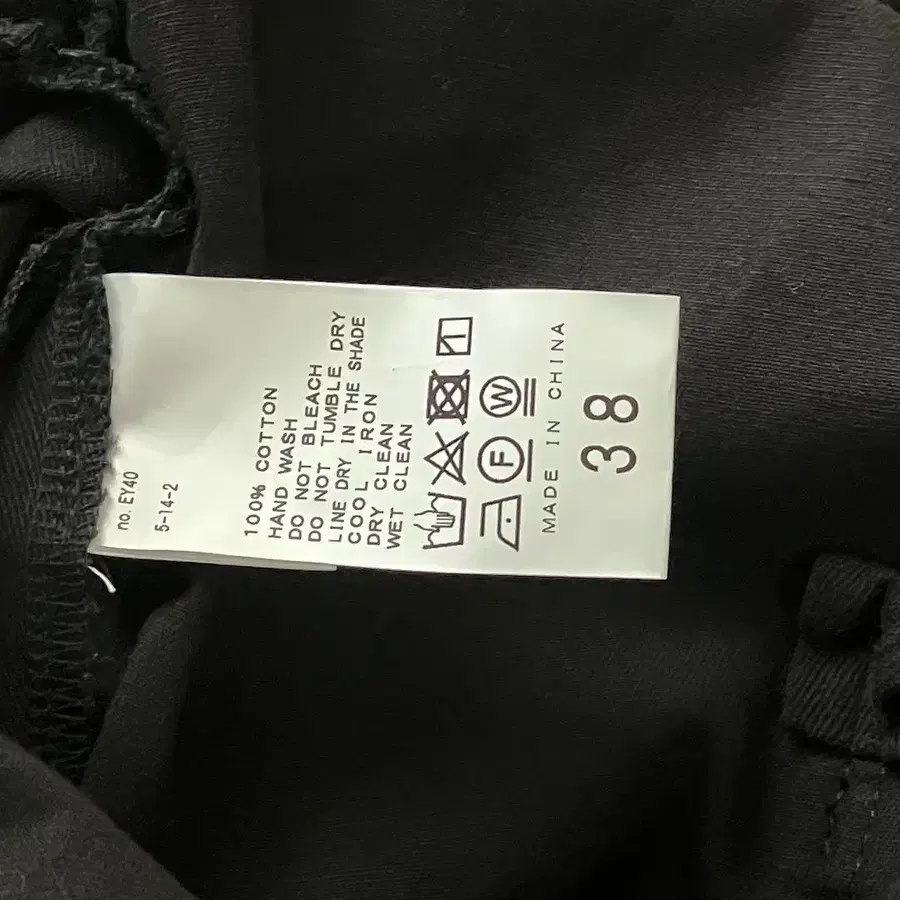 no. EY40
5-14-2
100% COTTON
HAND WASH
DO NOT BLEACH
DO NOT TUMBLE DRY
LINE DRY IN THE SHADE
COOL IRON
DRY CLEAN
WET CLEAN
F W
MADE IN CHINA
38